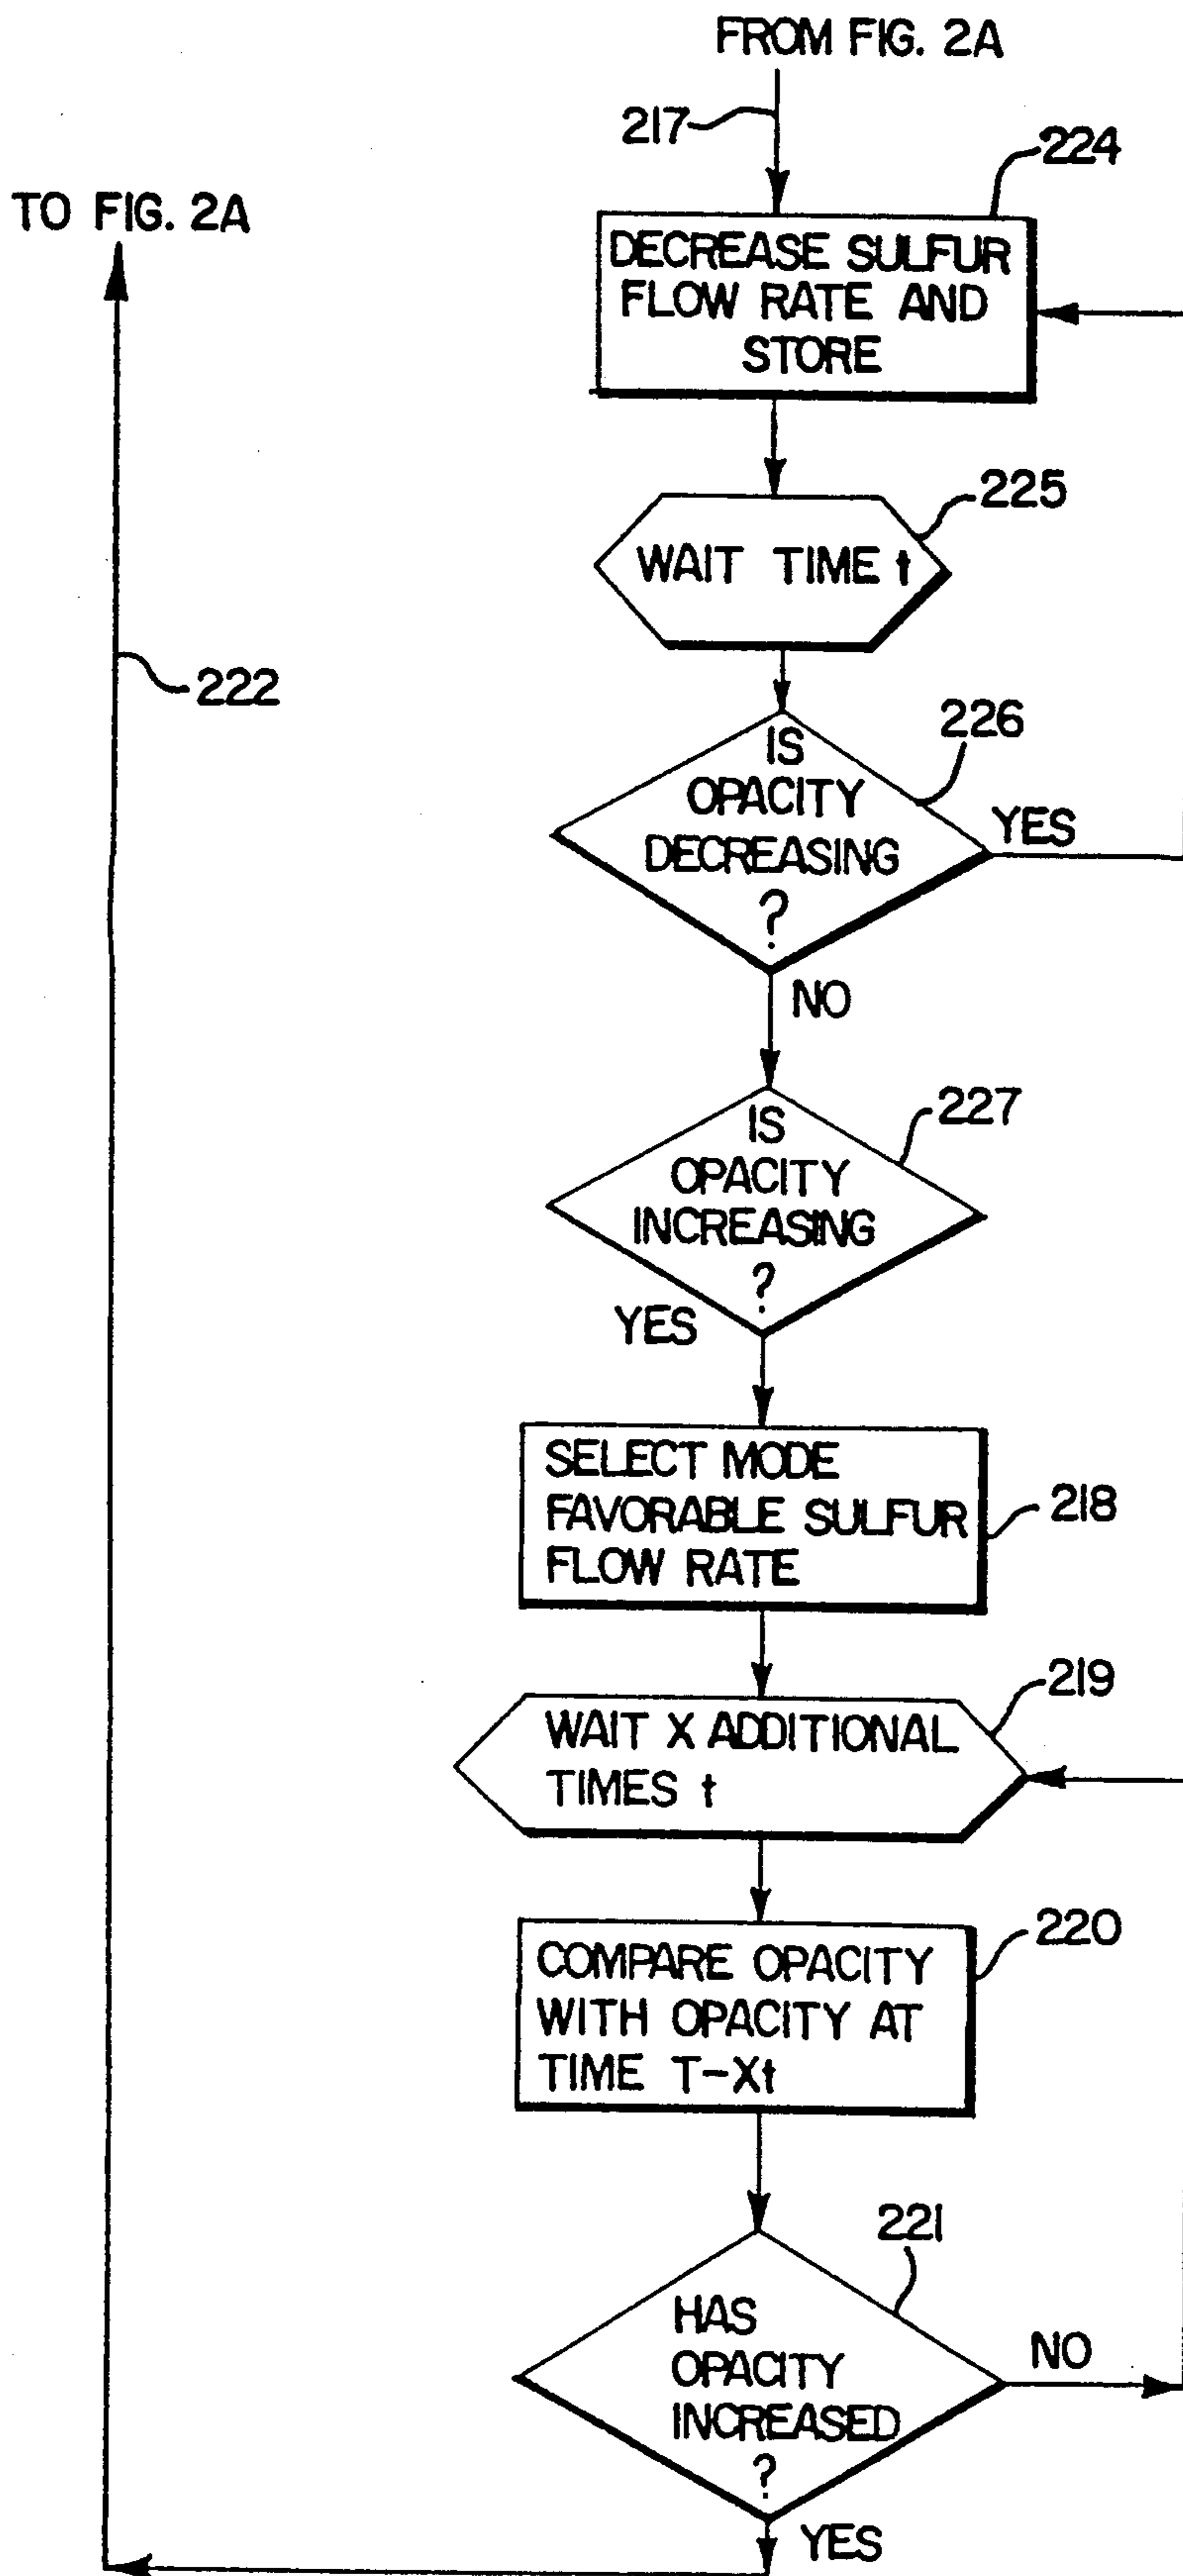 FROM FIG. 2A
217
224
TO FIG. 2A
DECREASE SULFUR
FLOW RATE AND
STORE
225
WAIT TIME t
222
226
IS
OPACITY
DECREASING
?
YES
NO
227
IS
OPACITY
INCREASING
?
YES
SELECT MODE
FAVORABLE SULFUR
FLOW RATE
218
219
WAIT X ADDITIONAL
TIMES t
220
COMPARE OPACITY
WITH OPACITY AT
TIME T-Xt
221
HAS
OPACITY
INCREASED
?
NO
YES